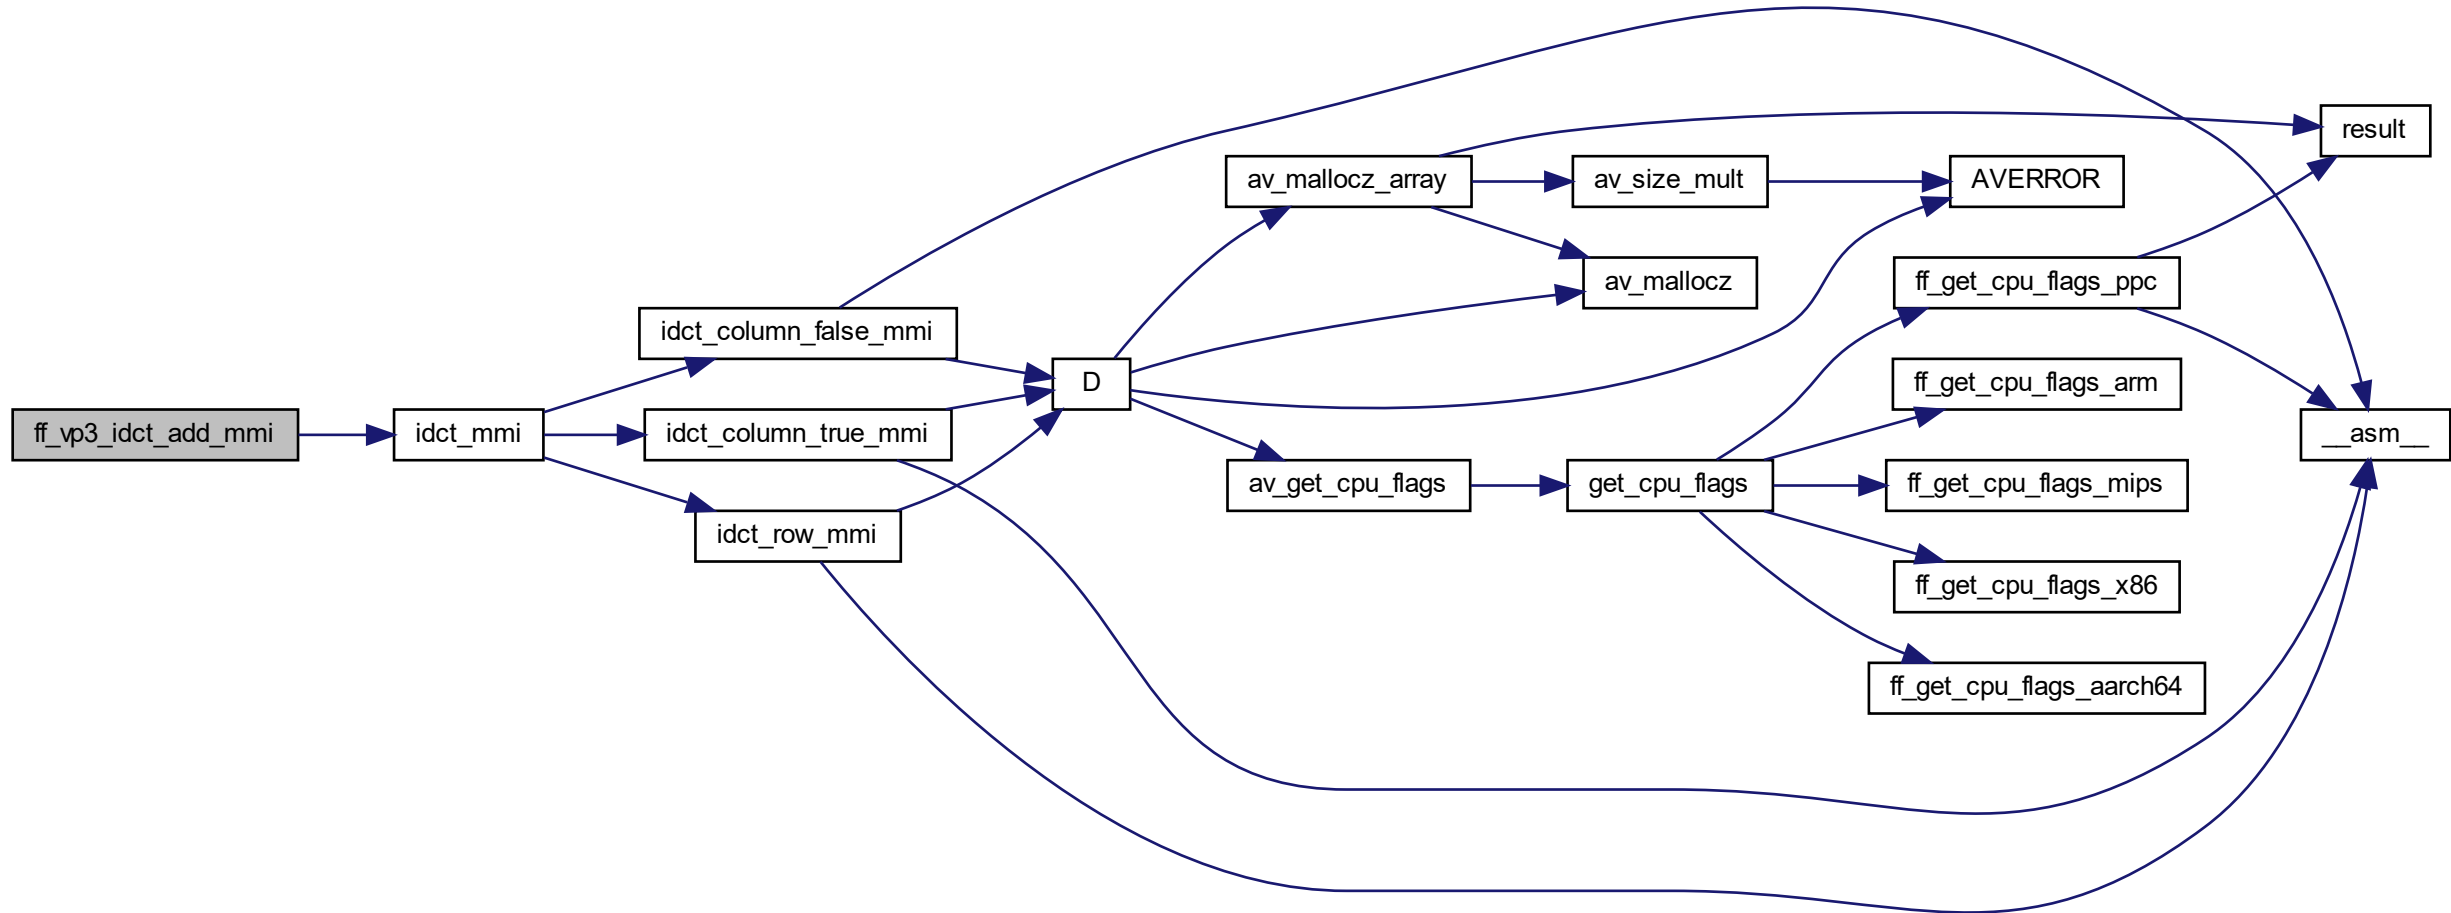 ff_vp3_idct_add_mmi
idct_mmi
idct_column_false_mmi
idct_column_true_mmi
idct_row_mmi
D
av_mallocz_array
av_size_mult
AVERROR
result
av_mallocz
av_get_cpu_flags
get_cpu_flags
ff_get_cpu_flags_ppc
ff_get_cpu_flags_arm
ff_get_cpu_flags_mips
ff_get_cpu_flags_x86
ff_get_cpu_flags_aarch64
__asm__